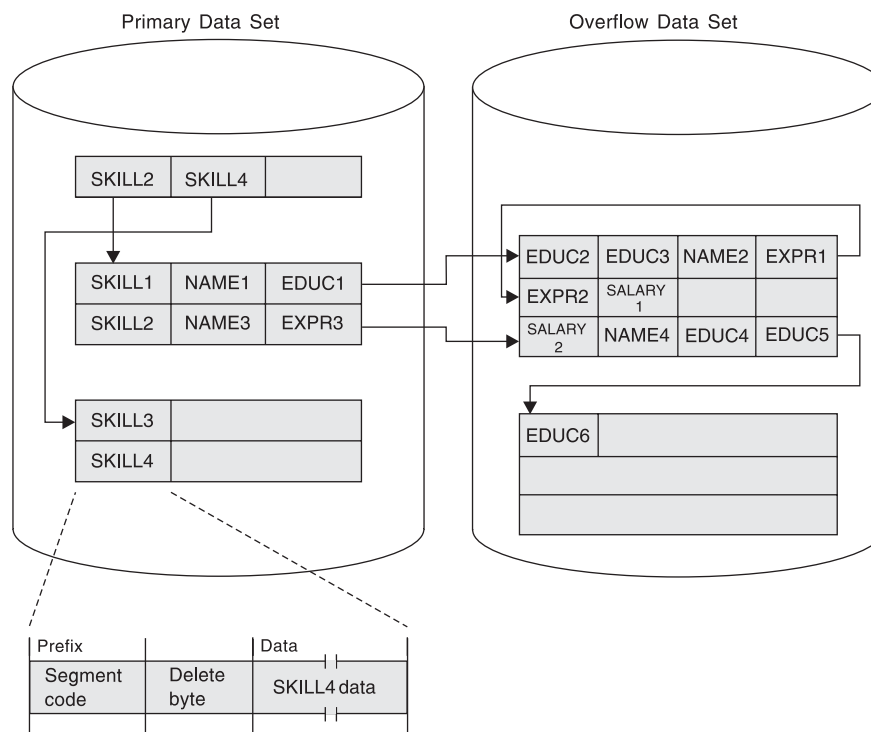 Primary Data Set
Overflow Data Set
SKILL2 SKILL4
SKILL1 NAME1 EDUC1
SKILL2 NAME3 EXPR3
SKILL3
SKILL4
EDUC2 EDUC3 NAME2 EXPR1
EXPR2 SALARY
1
SALARY
2 NAME4 EDUC4 EDUC5
EDUC6
Prefix Data
Segment
code
Delete
byte
SKILL4 data